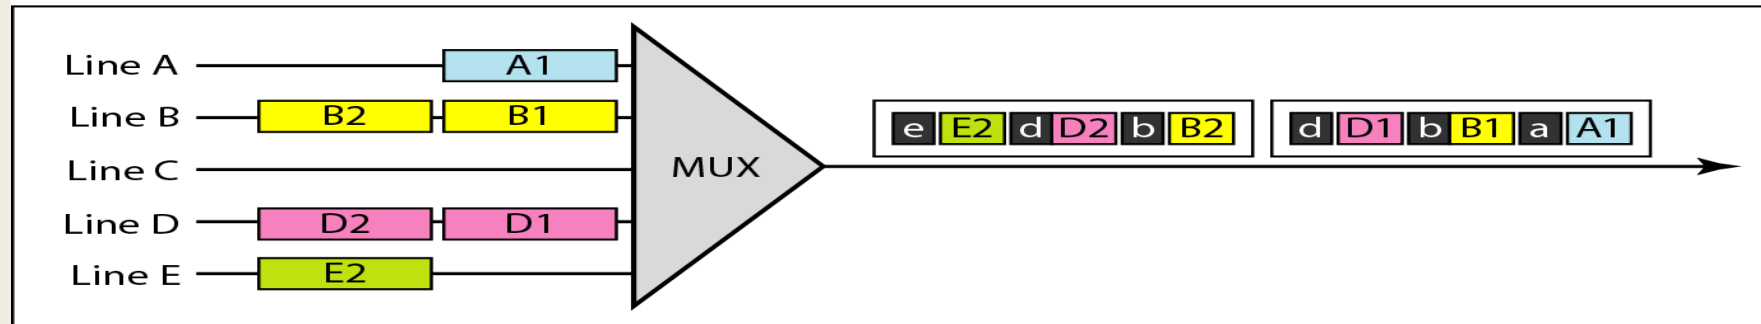 Line A A1
Line B B2 B1
Line C
Line D D2 D1
Line E E2
MUX
e E2 d D2 b B2 d D1 b B1 a A1